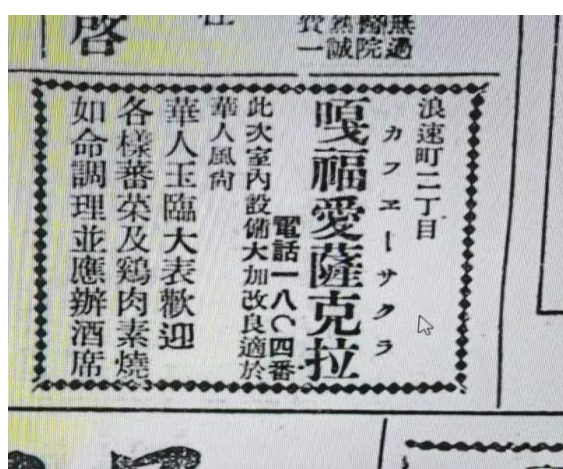 無過
醫院
熱誠
贊一
啓
浪速町二丁目
カフエーサクラ
嘎福愛薩克拉
電話一八〇四番
此次室內設備大加改良適於
華人風尙
華人玉臨大表歡迎
各樣蕃菜及鷄肉素燒
如命調理並應辦酒席